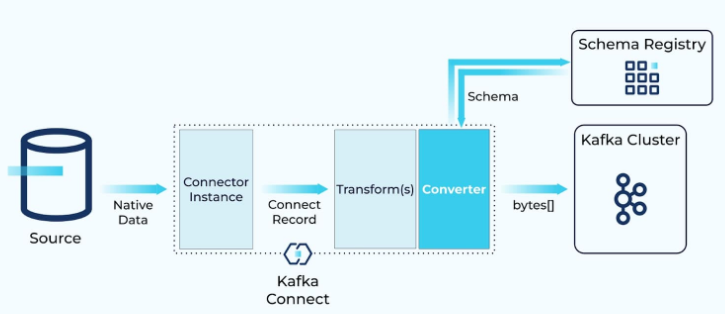 Schema Registry
Schema
Kafka Cluster
Connector
Instance
Transform(s)
Converter
Native
Data
Connect
Record
bytes[]
Source
Kafka
Connect